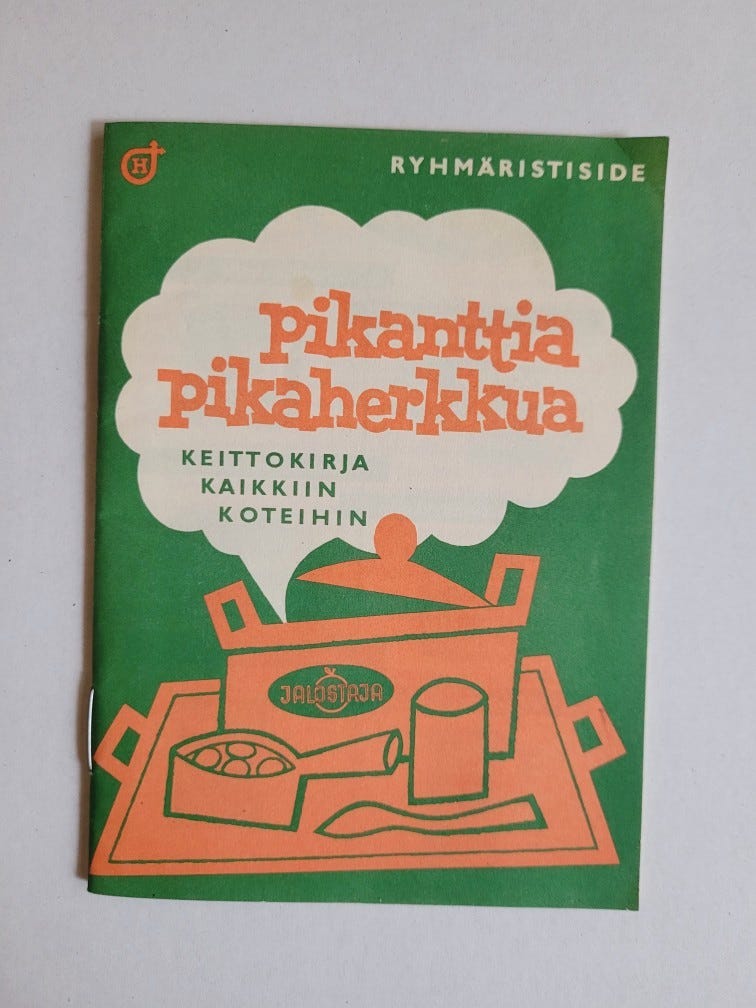 H
RYHMÄRISTISIDE
pikanttia
pikaherkkua
KEITTOKIRJA
KAIKKIIN
KOTEIHIN
JALOSTAJA